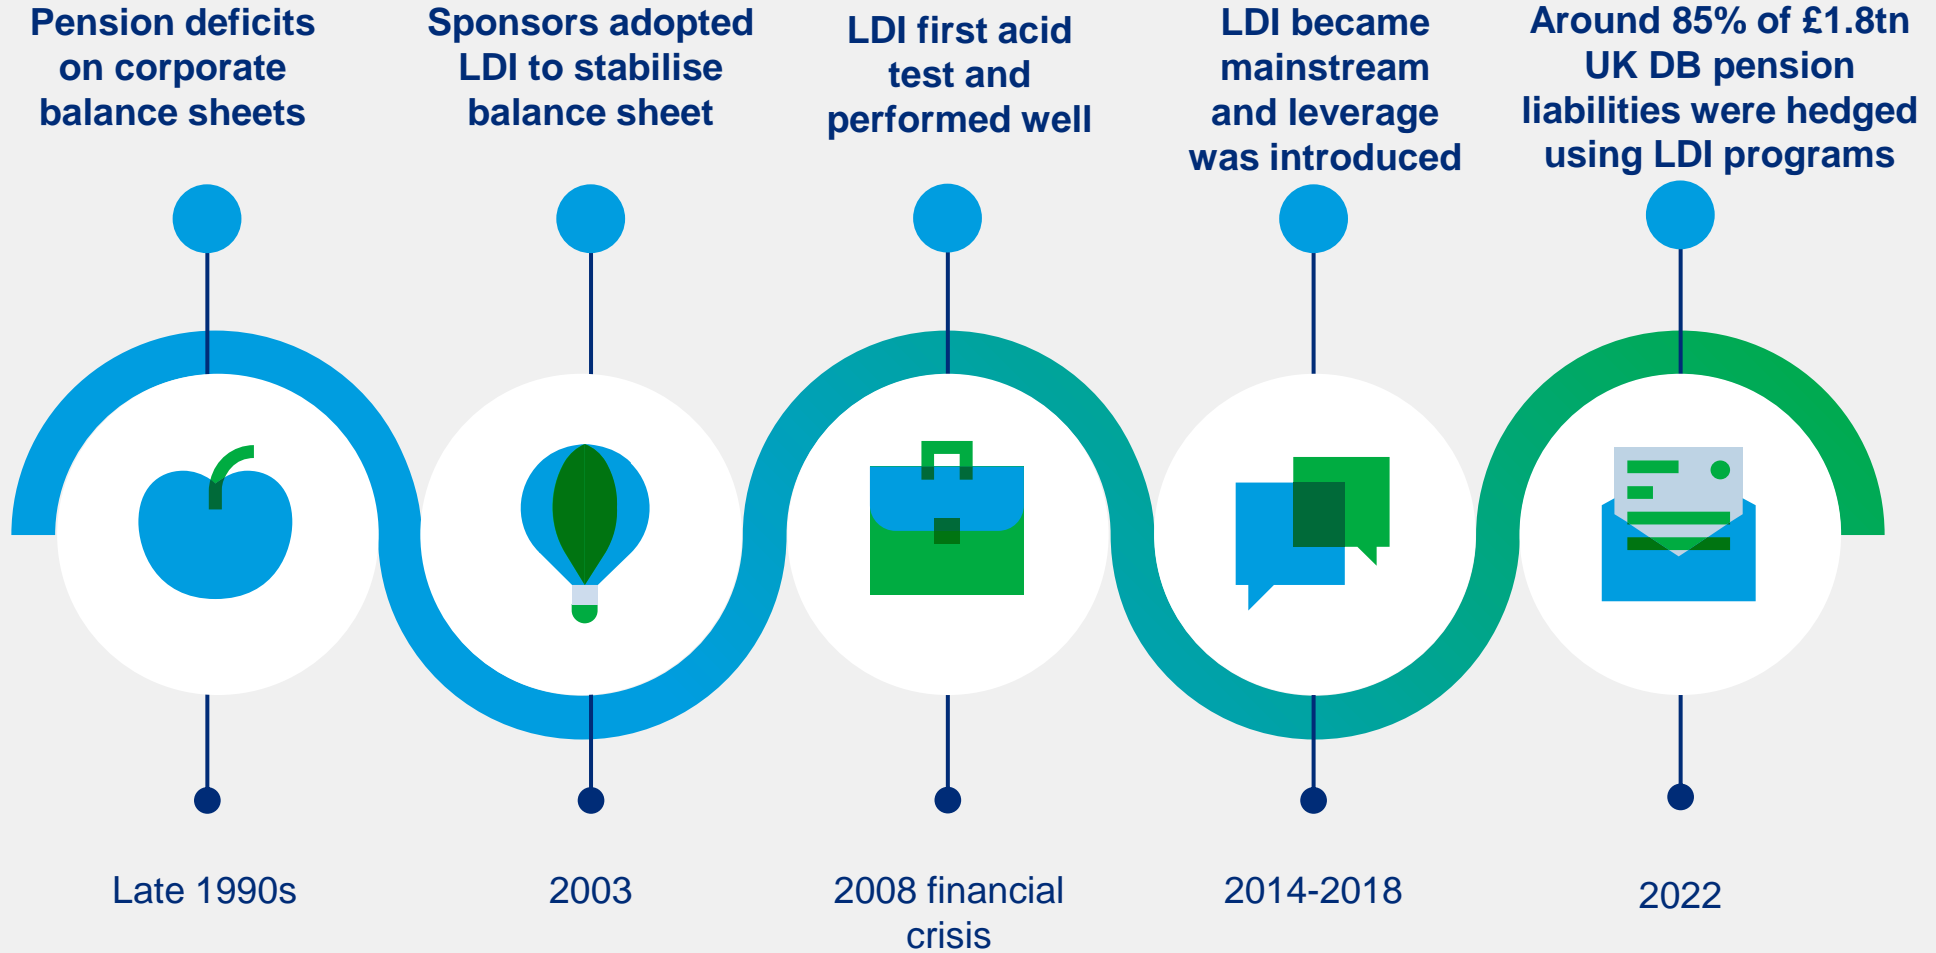 Pension deficits
on corporate
balance sheets
Sponsors adopted
LDI to stabilise
balance sheet
LDI first acid
test and
performed well
LDI became
mainstream
and leverage
was introduced
Around 85% of £1.8tn
UK DB pension
liabilities were hedged
using LDI programs
Late 1990s
2003
2008 financial
crisis
2014-2018
2022